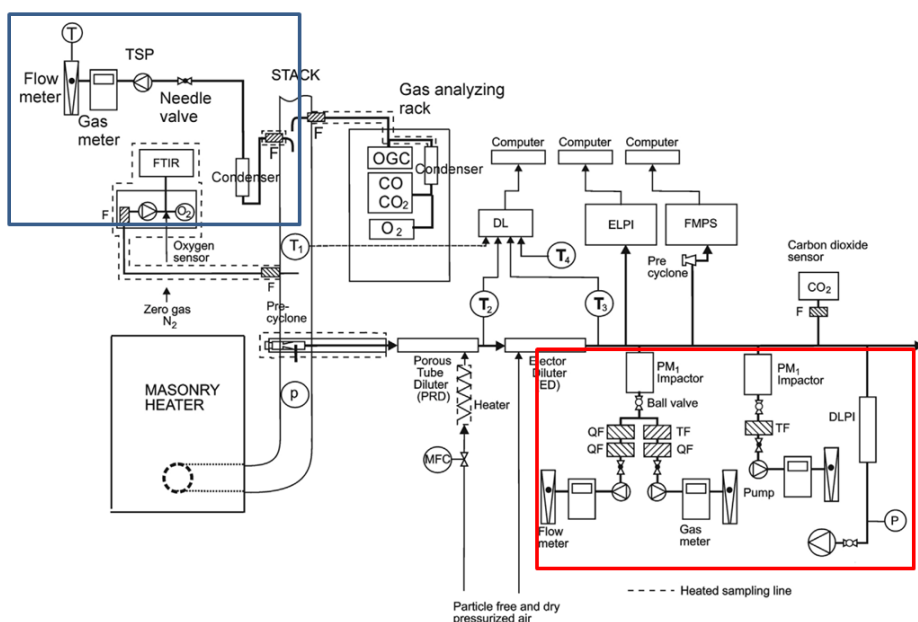 T
TSP
Flow
meter
Gas
meter
Needle
valve
STACK
F
Condenser
FTIR
F
O2
Oxygen
sensor
F
Zero gas
N2
Gas analyzing
rack
F
OGC
Condenser
CO
CO2
O2
T1
Computer
Computer
Computer
DL
ELPI
FMPS
T4
T2
T3
Pre
cyclone
Carbon dioxide
sensor
CO2
F
Pre-
cyclone
p
MASONRY
HEATER
Porous
Tube
Diluter
(PRD)
Heater
MFC
Ejector
Diluter
(ED)
Particle free and dry
pressurized air
PM1
Impactor
Ball valve
QF
TF
QF
QF
Flow
meter
Gas
meter
PM1
Impactor
TF
Pump
DLPI
P
Heated sampling line